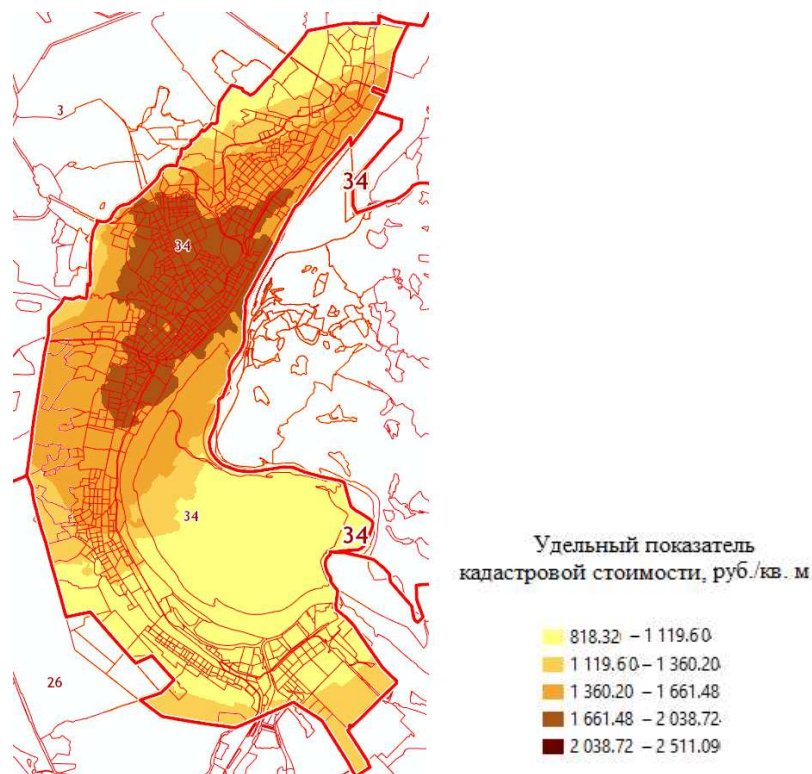 3
34
34
34
34
26
Удельный показатель
кадастровой стоимости, руб./кв. м
818.32 – 1 119.60
1 119.60 – 1 360.20
1 360.20 – 1 661.48
1 661.48 – 2 038.72
2 038.72 – 2 511.09